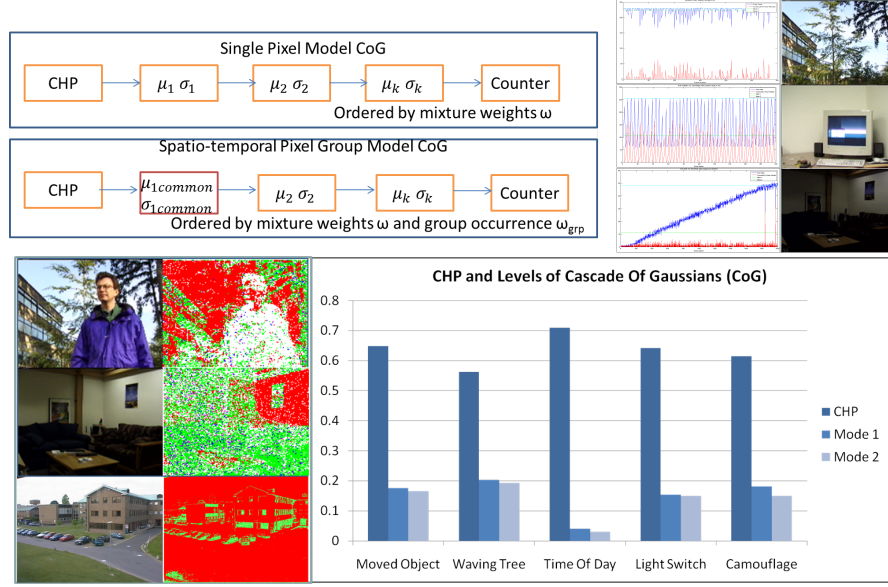 Single Pixel Model CoG
CHP
μ₁ σ₁
μ₂ σ₂
μₖ σₖ
Counter
Ordered by mixture weights ω
Spatio-temporal Pixel Group Model CoG
CHP
μ₁common
σ₁common
μ₂ σ₂
μₖ σₖ
Counter
Ordered by mixture weights ω and group occurrence ωgrp
CHP and Levels of Cascade Of Gaussians (CoG)
0.8
0.7
0.6
0.5
0.4
0.3
0.2
0.1
0
CHP
Mode 1
Mode 2
Moved Object Waving Tree Time Of Day Light Switch Camouflage